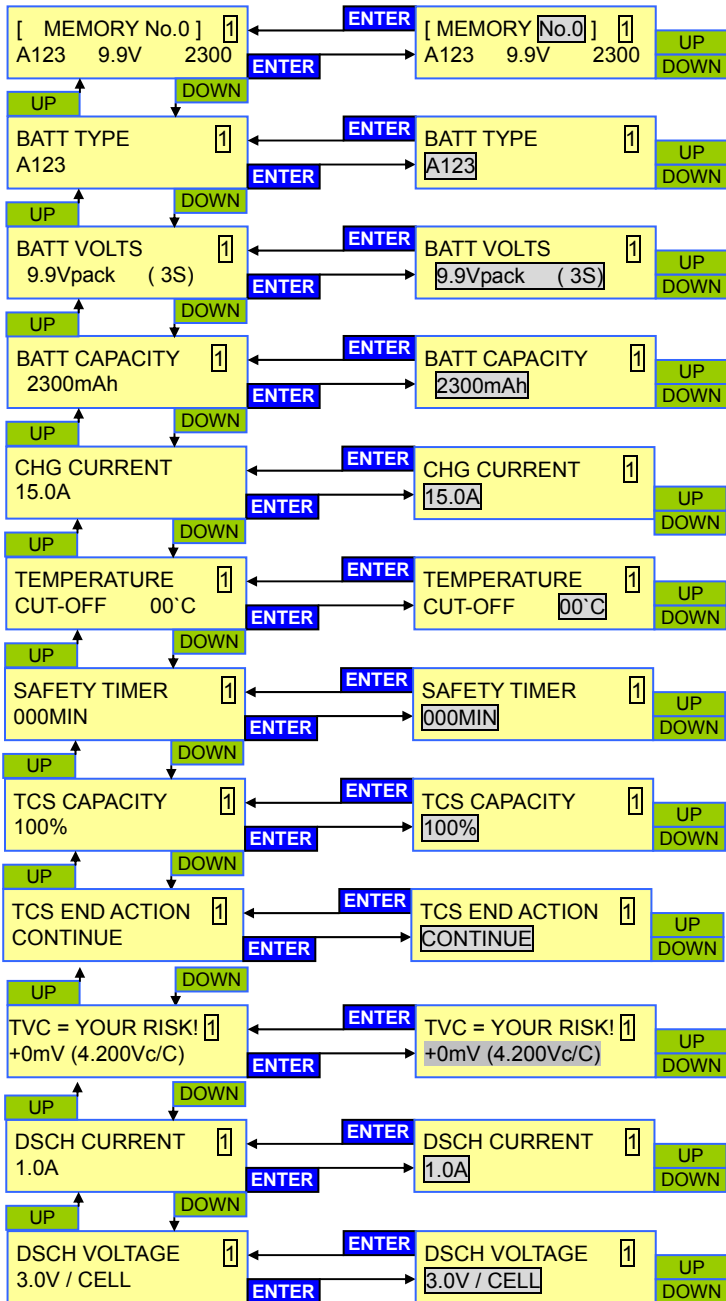 ENTER
[ MEMORY No.0 ] 1
A123 9.9V 2300
[ MEMORY No.0 ] 1
A123 9.9V 2300
UP
DOWN
ENTER
UP
DOWN
ENTER
BATT TYPE 1
A123
BATT TYPE 1
A123
UP
DOWN
ENTER
UP
DOWN
ENTER
BATT VOLTS 1
9.9Vpack ( 3S)
BATT VOLTS 1
9.9Vpack ( 3S)
UP
DOWN
ENTER
UP
DOWN
ENTER
BATT CAPACITY 1
2300mAh
BATT CAPACITY 1
2300mAh
UP
DOWN
ENTER
UP
DOWN
ENTER
CHG CURRENT
15.0A
CHG CURRENT 1
15.0A
UP
DOWN
ENTER
UP
DOWN
ENTER
TEMPERATURE 1
CUT-OFF 00`C
TEMPERATURE 1
CUT-OFF 00`C
UP
DOWN
ENTER
UP
DOWN
ENTER
SAFETY TIMER 1
000MIN
SAFETY TIMER 1
000MIN
UP
DOWN
ENTER
UP
DOWN
ENTER
TCS CAPACITY 1
100%
TCS CAPACITY 1
100%
UP
DOWN
ENTER
UP
DOWN
ENTER
TCS END ACTION 1
CONTINUE
TCS END ACTION 1
CONTINUE
UP
DOWN
ENTER
UP
DOWN
ENTER
TVC = YOUR RISK! 1
+0mV (4.200Vc/C)
TVC = YOUR RISK! 1
+0mV (4.200Vc/C)
UP
DOWN
ENTER
UP
DOWN
ENTER
DSCH CURRENT 1
1.0A
DSCH CURRENT 1
1.0A
UP
DOWN
ENTER
UP
DOWN
ENTER
DSCH VOLTAGE 1
3.0V / CELL
DSCH VOLTAGE 1
3.0V / CELL
UP
DOWN
ENTER